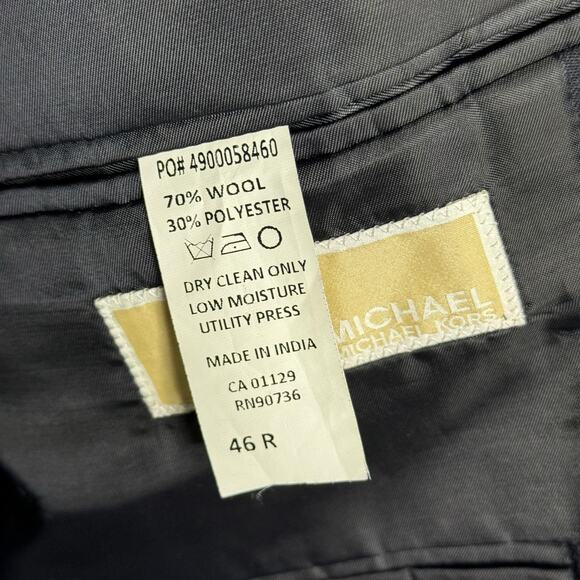 PO# 4900058460
70% WOOL
30% POLYESTER
DRY CLEAN ONLY
LOW MOISTURE
UTILITY PRESS
MADE IN INDIA
CA 01129
RN90736
46 R
MICHAEL
MICHAEL KORS